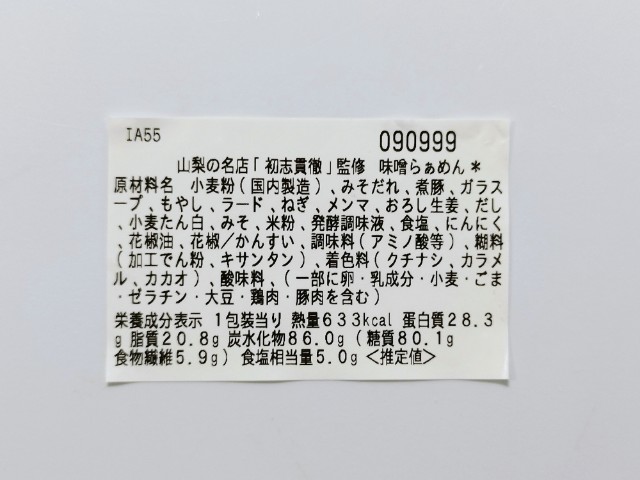 IA55 090999
山梨の名店「初志貫徹」監修 味噌らぁめん*
原材料名 小麦粉(国内製造)、みそだれ、煮豚、ガラス
ープ、もやし、ラード、ねぎ、メンマ、おろし生姜、だし
、小麦たん白、みそ、米粉、発酵調味液、食塩、にんにく
、花椒油、花椒/かんすい、調味料(アミノ酸等)、糊料
(加工でん粉、キサンタン)、着色料(クチナシ、カラメ
ル、カカオ)、酸味料、(一部に卵・乳成分・小麦・ごま
・ゼラチン・大豆・鶏肉・豚肉を含む)
栄養成分表示 1包装当り 熱量633kcal 蛋白質28.3
g 脂質20.8g 炭水化物86.0g(糖質80.1g
食物繊維5.9g) 食塩相当量5.0g<推定値>